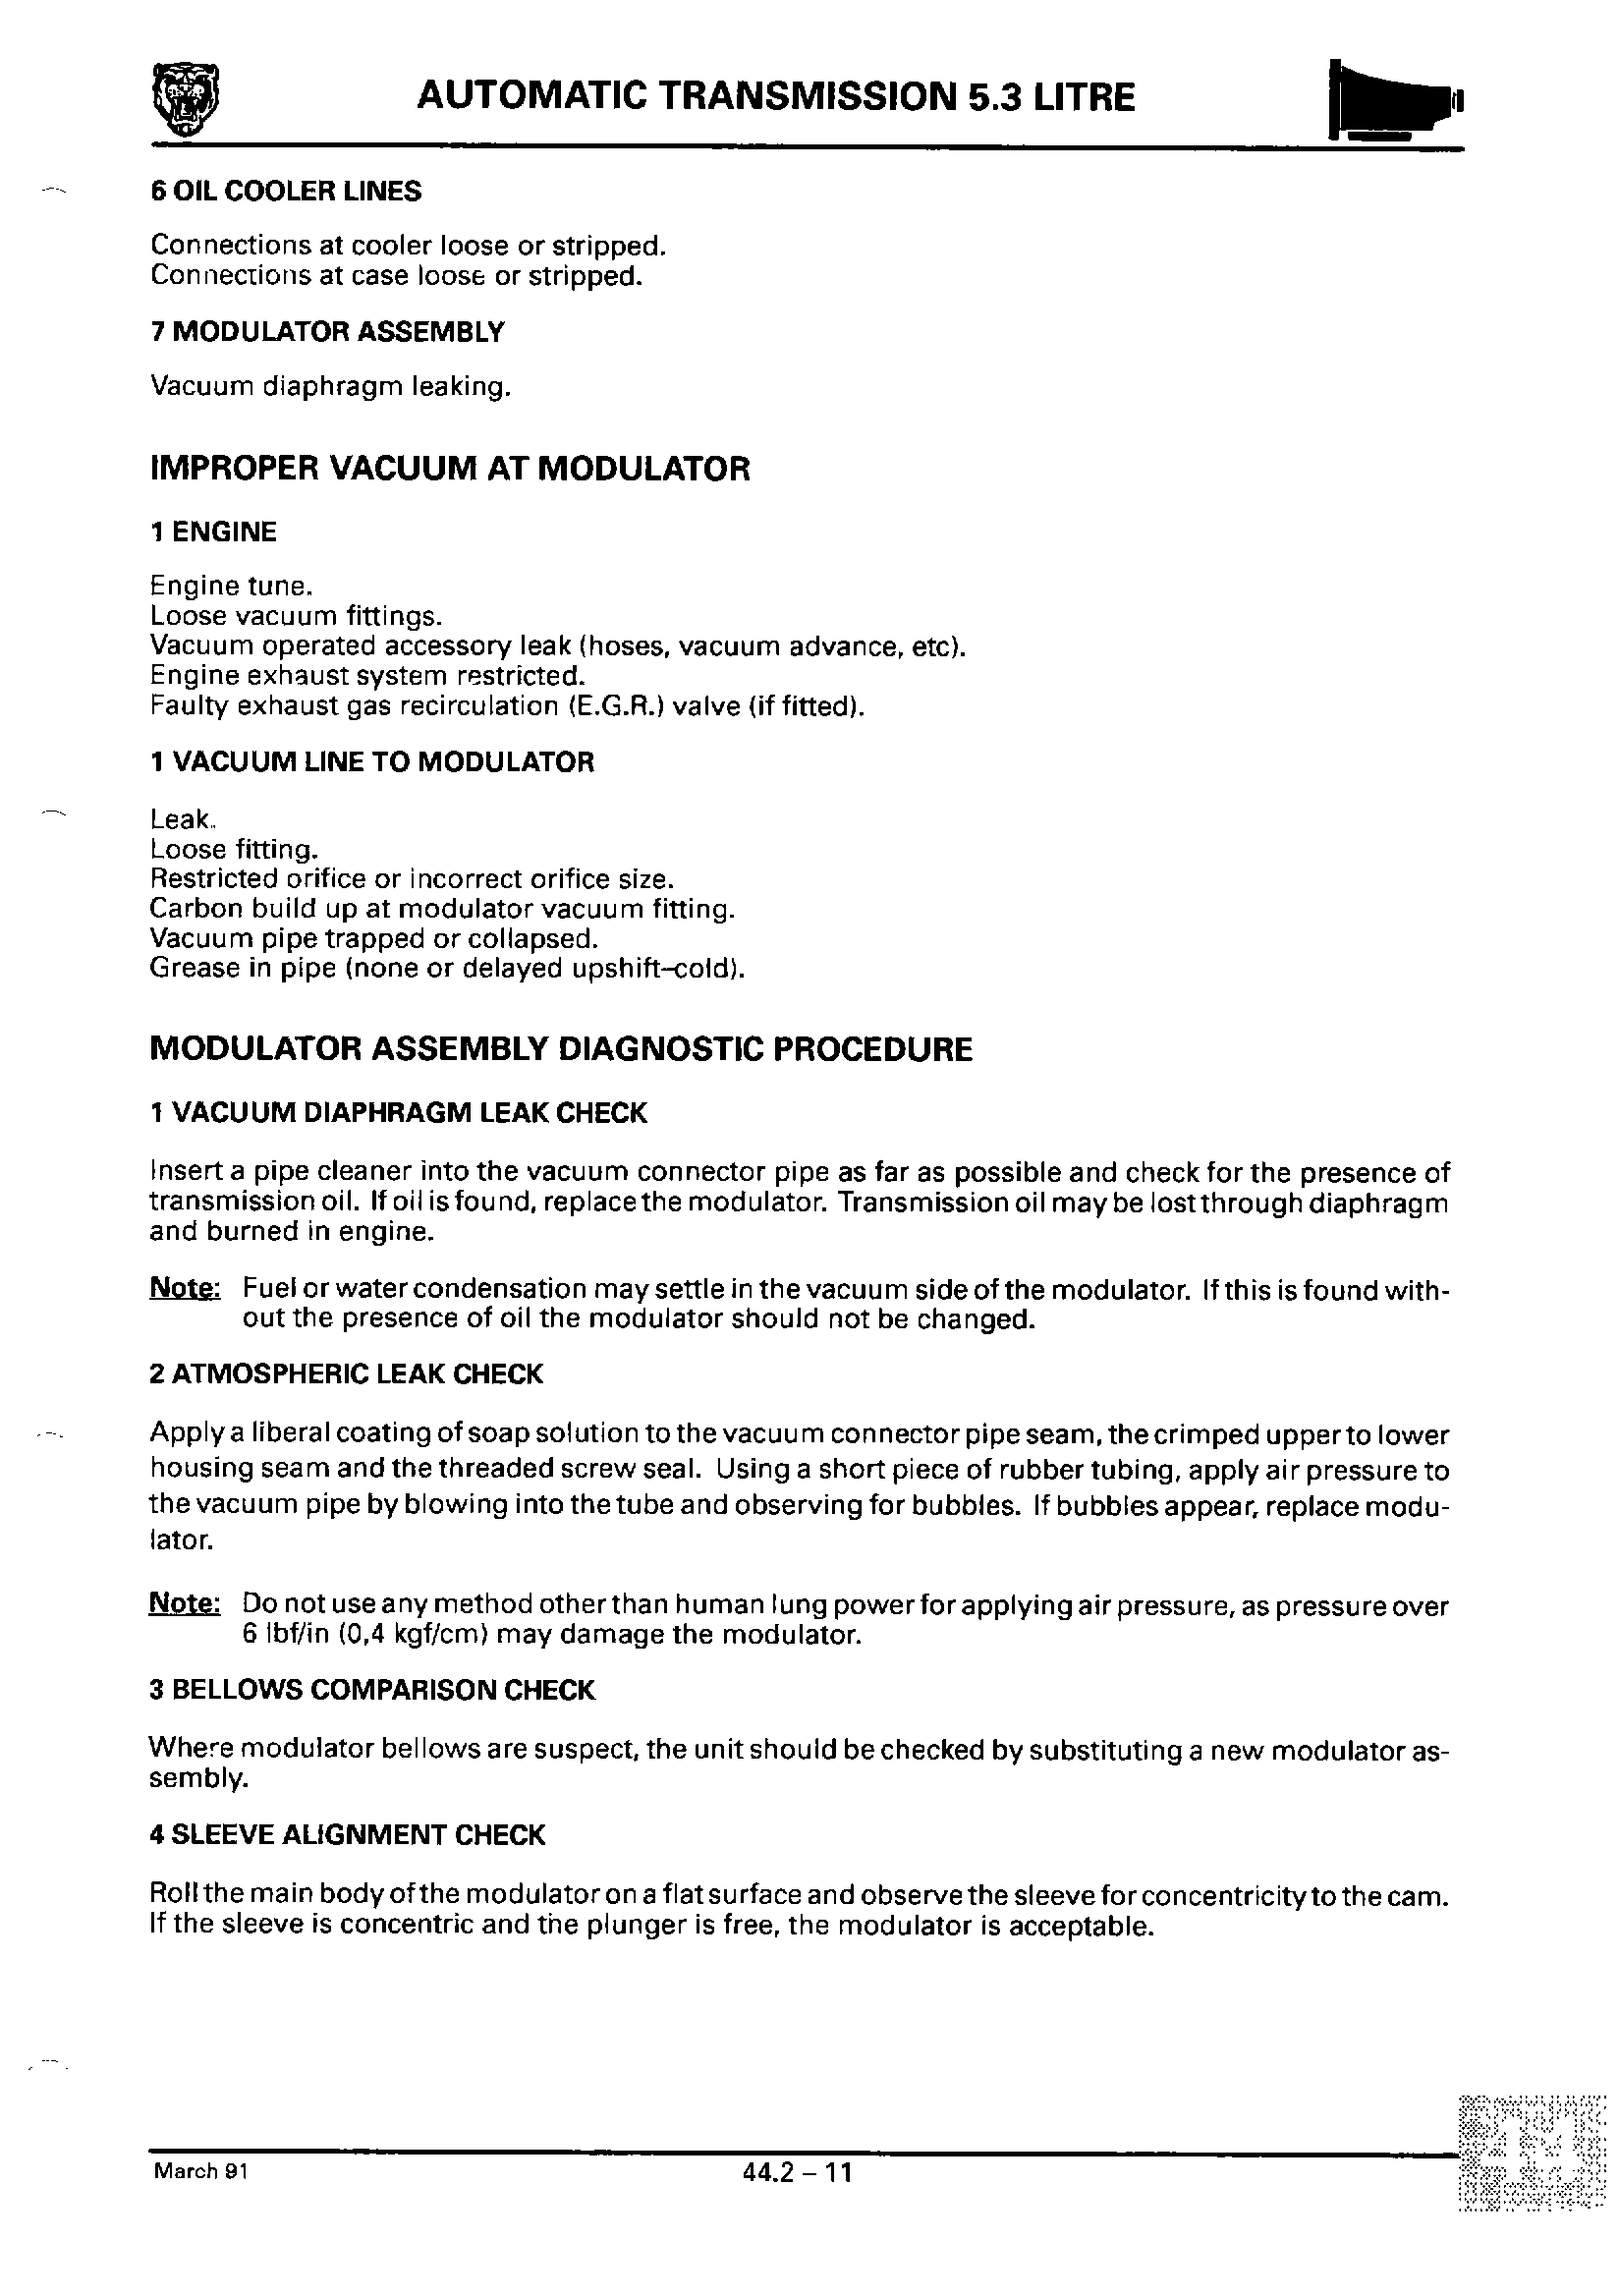 AUTOMATIC TRANSMISSION 5.3 LITRE
6 OIL COOLER LINES
Connections at cooler loose or stripped.
Connections at case loose or stripped.
7 MODULATOR ASSEMBLY
Vacuum diaphragm leaking.
IMPROPER VACUUM AT MODULATOR
1 ENGINE
Engine tune.
Loose vacuum fittings.
Vacuum operated accessory leak (hoses, vacuum advance, etc).
Engine exhaust system restricted.
Faulty exhaust gas recirculation (E.G.R.) valve (if fitted).
1 VACUUM LINE TO MODULATOR
Leak.
Loose fitting.
Restricted orifice or incorrect orifice size.
Carbon build up at modulator vacuum fitting.
Vacuum pipe trapped or collapsed.
Grease in pipe (none or delayed upshift–cold).
MODULATOR ASSEMBLY DIAGNOSTIC PROCEDURE
1 VACUUM DIAPHRAGM LEAK CHECK
Insert a pipe cleaner into the vacuum connector pipe as far as possible and check for the presence of
transmission oil. If oil is found, replace the modulator. Transmission oil may be lost through diaphragm
and burned in engine.
Note: Fuel or water condensation may settle in the vacuum side of the modulator. If this is found with-
out the presence of oil the modulator should not be changed.
2 ATMOSPHERIC LEAK CHECK
Apply a liberal coating of soap solution to the vacuum connector pipe seam, the crimped upper to lower
housing seam and the threaded screw seal. Using a short piece of rubber tubing, apply air pressure to
the vacuum pipe by blowing into the tube and observing for bubbles. If bubbles appear, replace modu-
lator.
Note: Do not use any method other than human lung power for applying air pressure, as pressure over
6 lbf/in (0,4 kgf/cm) may damage the modulator.
3 BELLOWS COMPARISON CHECK
Where modulator bellows are suspect, the unit should be checked by substituting a new modulator as-
sembly.
4 SLEEVE ALIGNMENT CHECK
Roll the main body of the modulator on a flat surface and observe the sleeve for concentricity to the cam.
If the sleeve is concentric and the plunger is free, the modulator is acceptable.
March 91
44.2 – 11
44